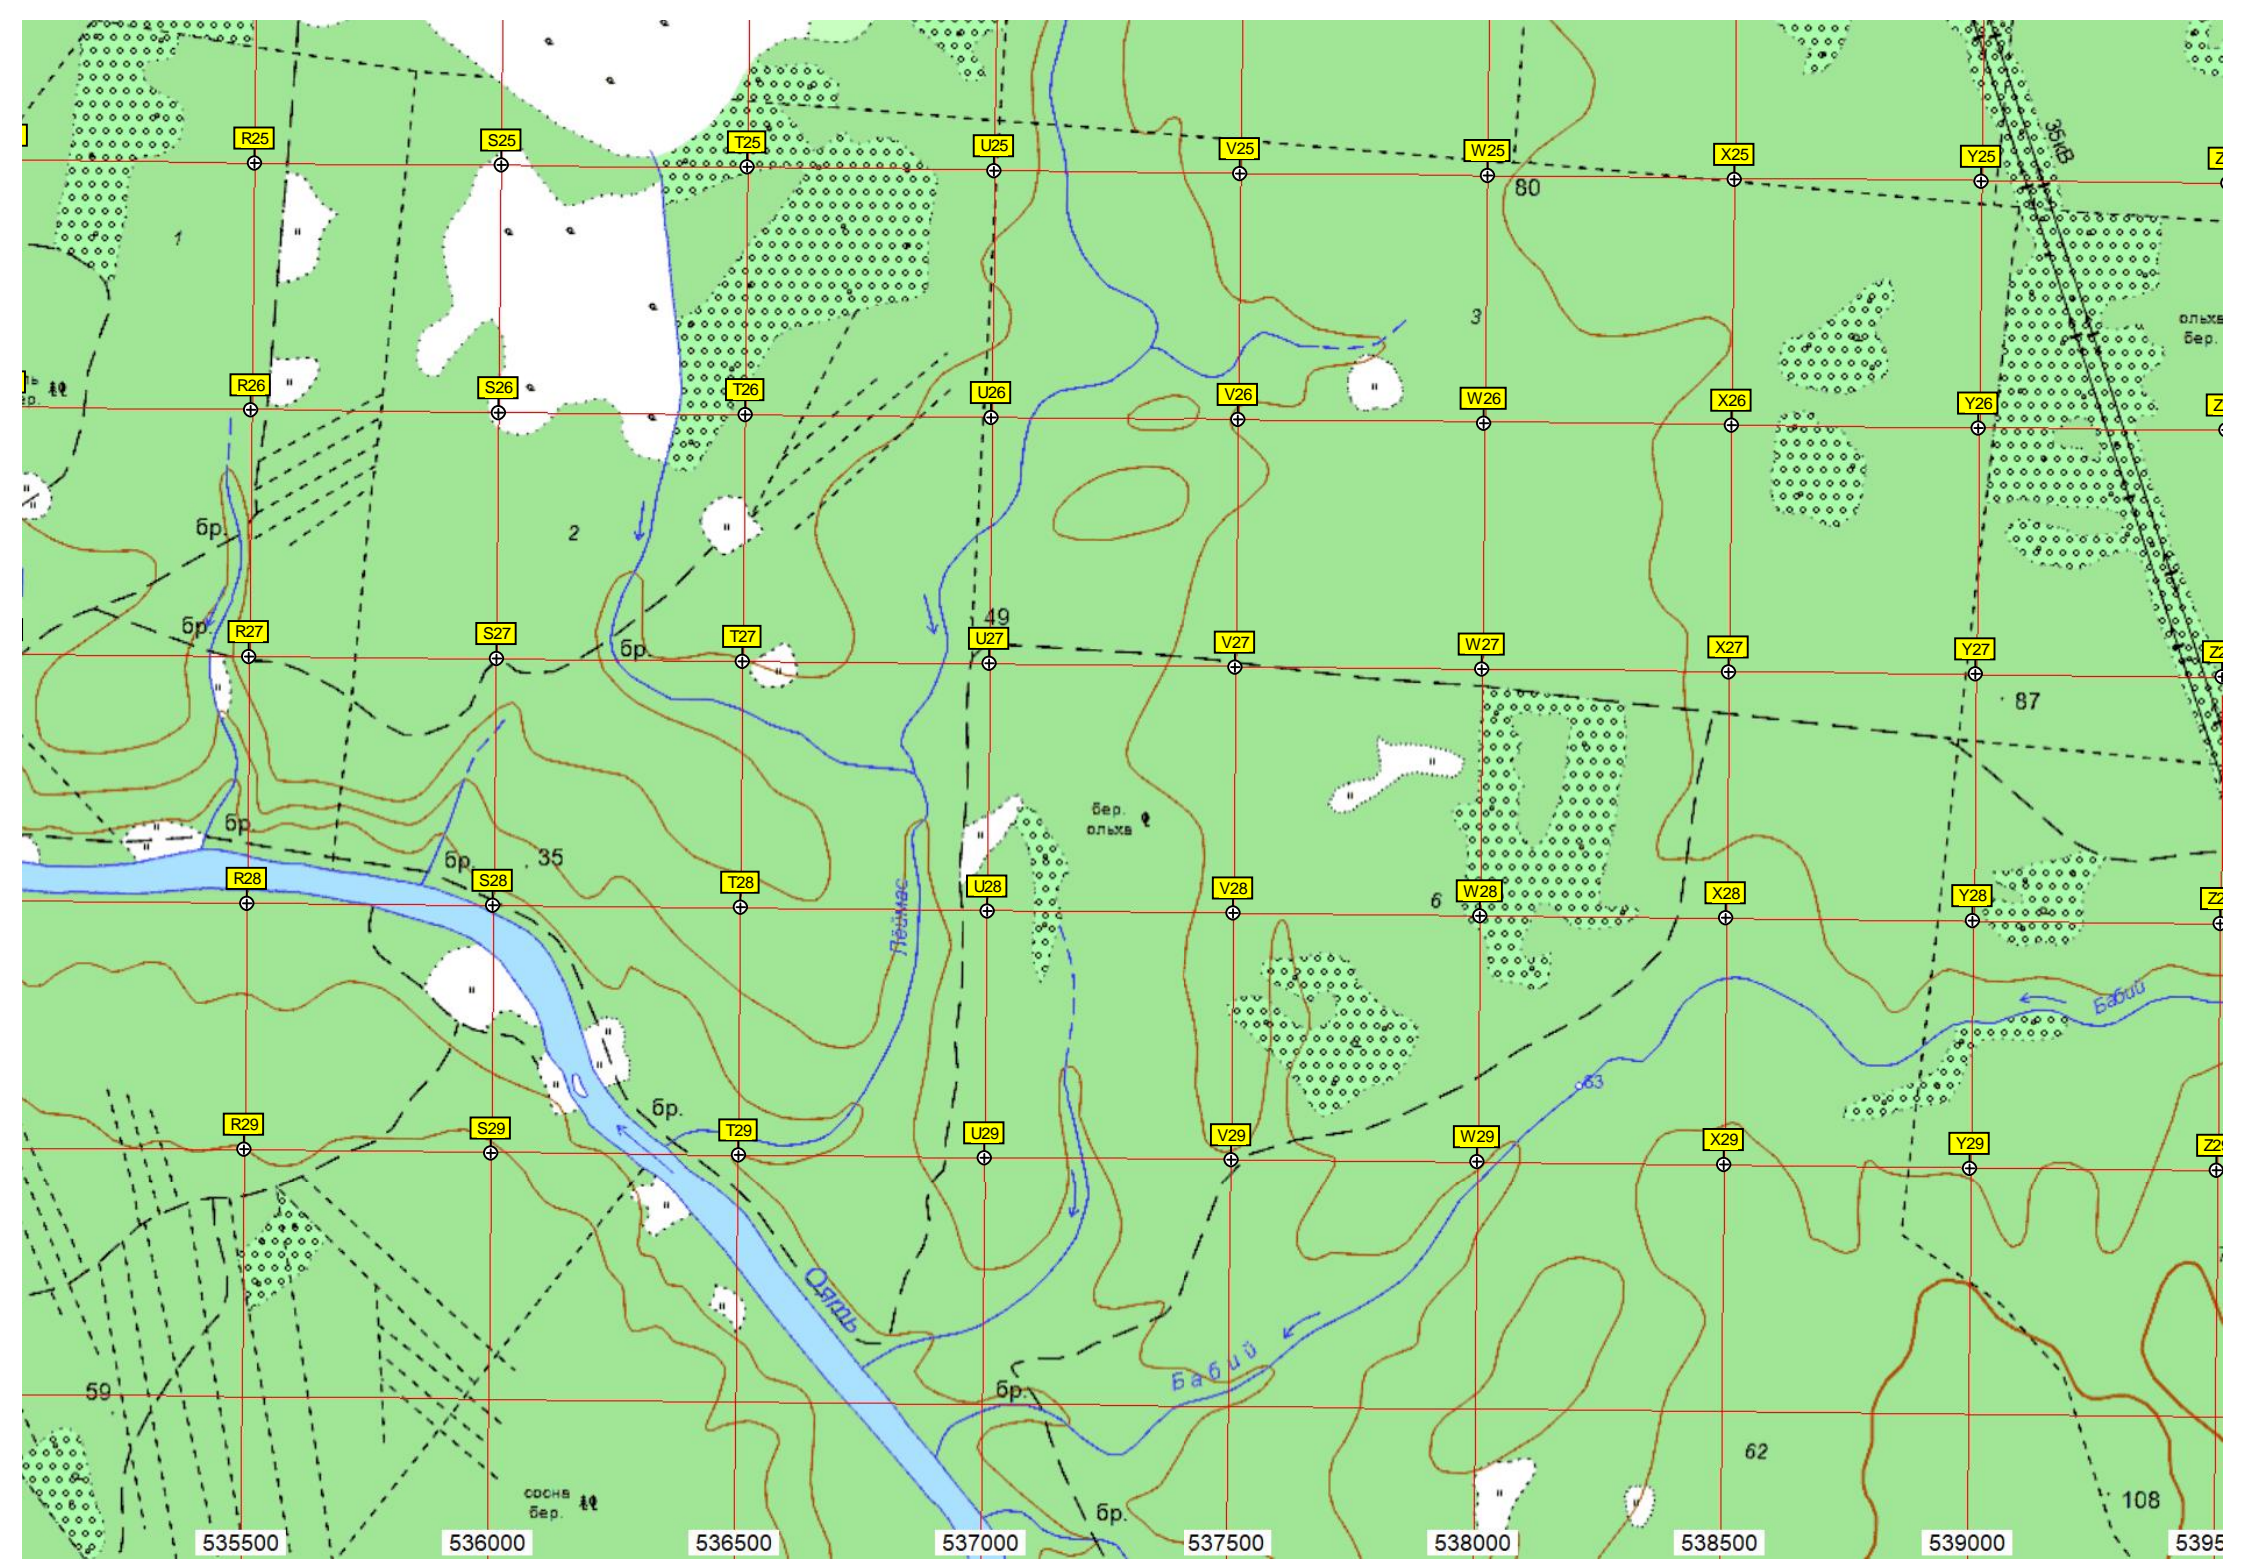 35кВ
R25
S25
T25
U25
V25
W25
X25
Y25
80
1
3
ольха
бер.
R26
S26
T26
U26
V26
W26
X26
Y26
бр.
2
49
бр.
R27
S27
бр.
T27
U27
V27
W27
X27
Y27
87
бер.
ольха
бр.
бр.
35
R28
S28
T28
Пёймас
U28
V28
6
W28
X28
Y28
Бабий
63
бр.
R29
S29
T29
U29
V29
W29
X29
Y29
Z29
Оять
Бабий
59
бр.
62
сосна
бер.
108
бр.
535500
536000
536500
537000
537500
538000
538500
539000